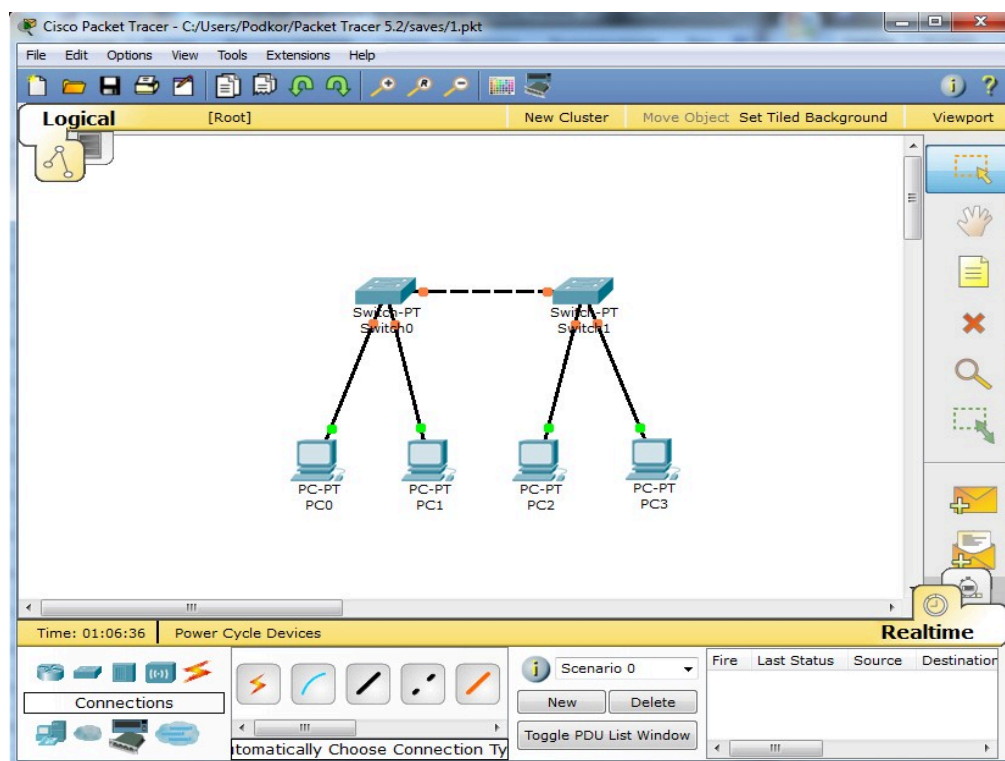 Cisco Packet Tracer - C:/Users/Podkor/Packet Tracer 5.2/saves/1.pkt
File Edit Options View Tools Extensions Help
Logical [Root] New Cluster Move Object Set Tiled Background Viewport
Switch-PT
Switch0
Switch-PT
Switch1
PC-PT
PC0
PC-PT
PC1
PC-PT
PC2
PC-PT
PC3
Time: 01:06:36 Power Cycle Devices Realtime
Connections
utomatically Choose Connection Ty
Scenario 0
New Delete
Toggle PDU List Window
Fire Last Status Source Destination